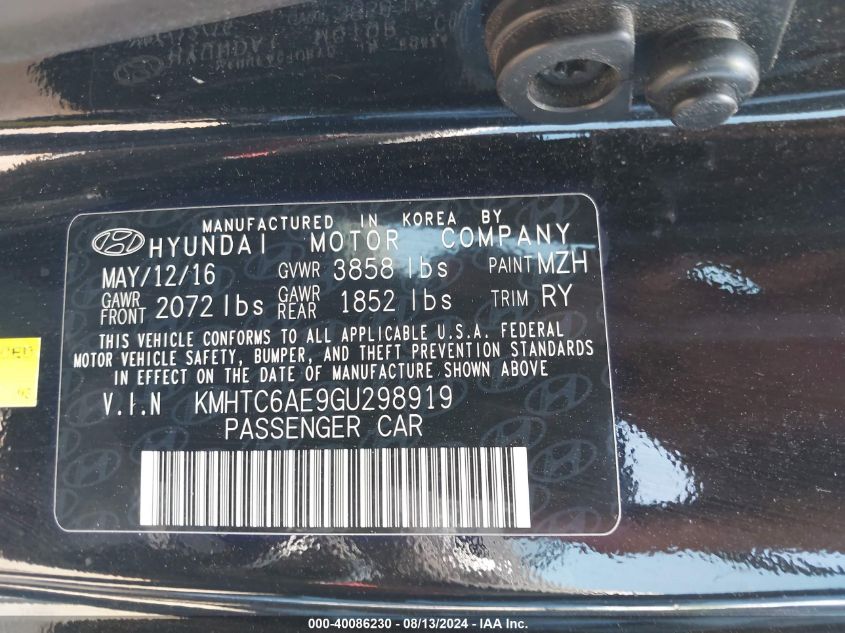 MANUFACTURED IN KOREA BY
HYUNDAI MOTOR COMPANY
MAY/12/16 GVWR 3858 lbs PAINT MZH
GAWR FRONT 2072 lbs GAWR REAR 1852 lbs TRIM RY
THIS VEHICLE CONFORMS TO ALL APPLICABLE U.S.A. FEDERAL
MOTOR VEHICLE SAFETY, BUMPER, AND THEFT PREVENTION STANDARDS
IN EFFECT ON THE DATE OF MANUFACTURE SHOWN ABOVE
V.I.N KMHTC6AE9GU298919
PASSENGER CAR
000-40086230 - 08/13/2024 - IAA Inc.